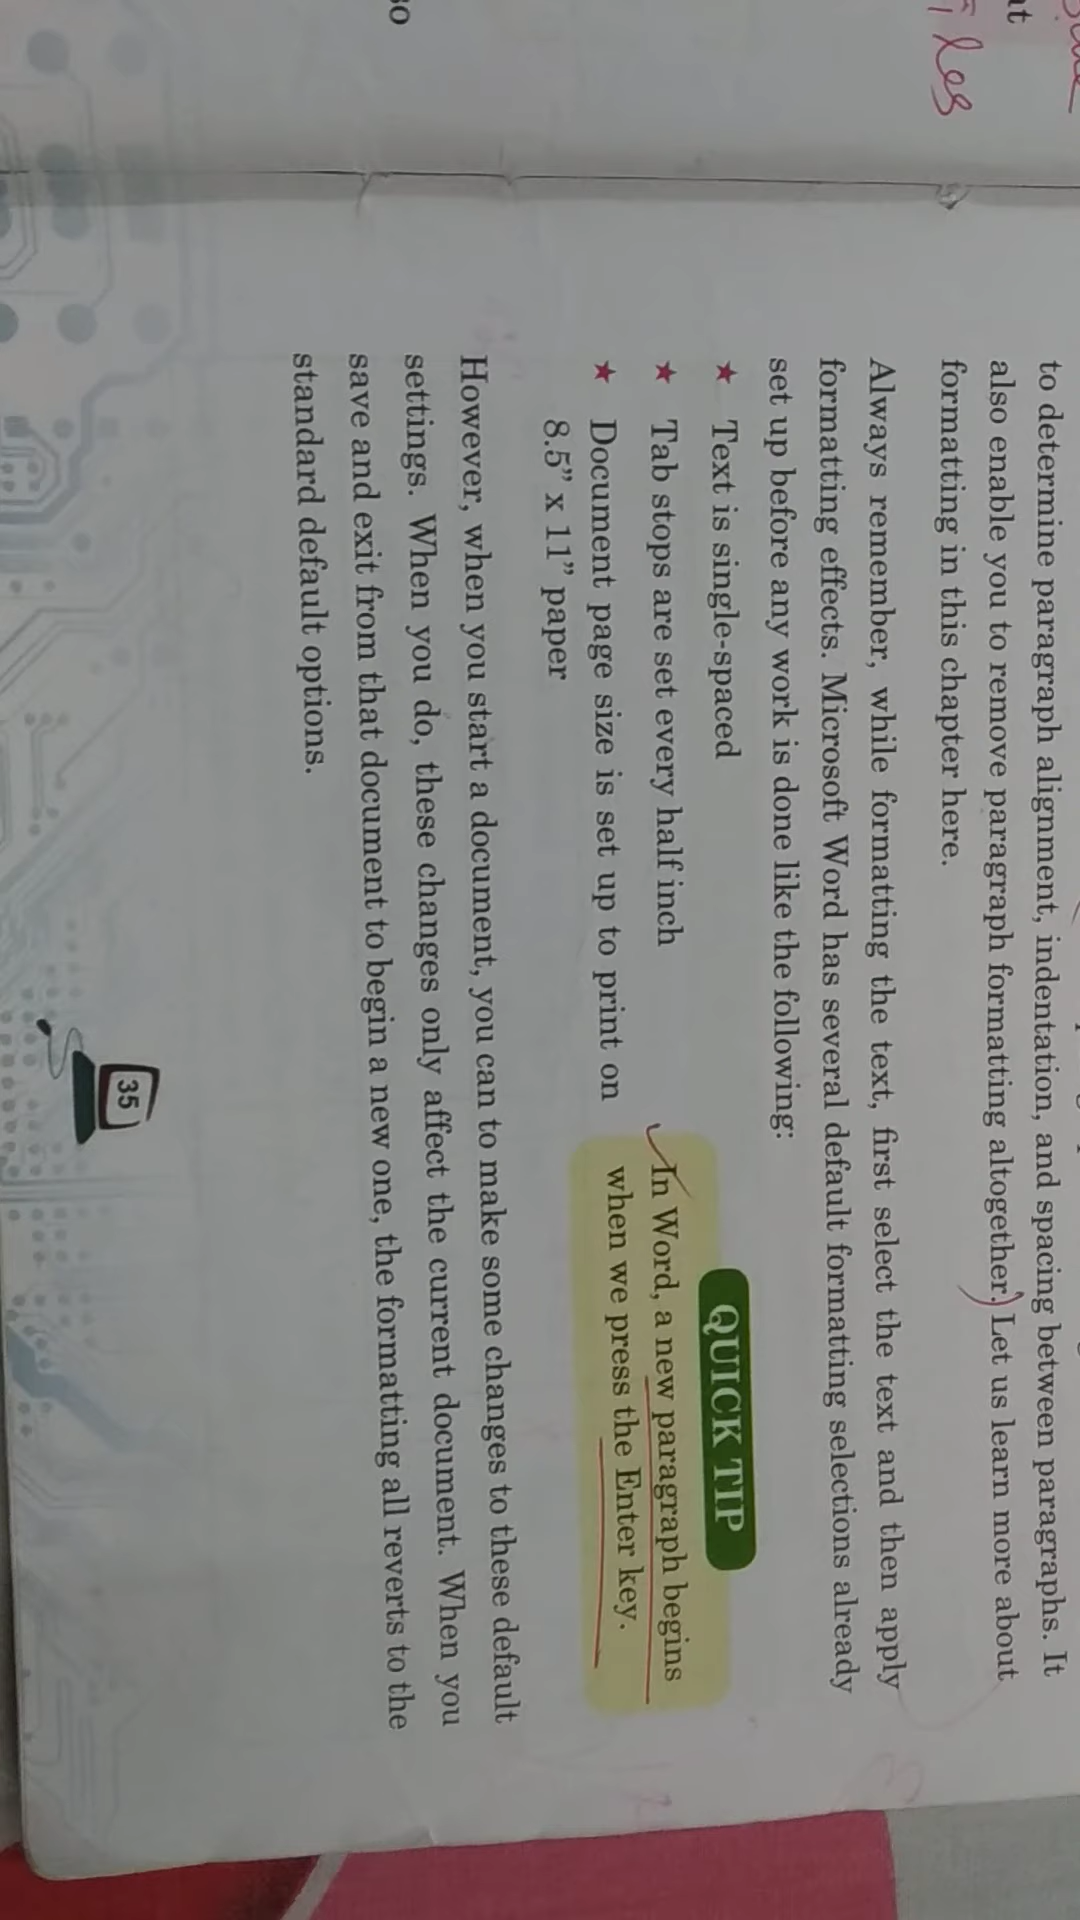 to determine paragraph alignment, indentation, and spacing between paragraphs. It
also enable you to remove paragraph formatting altogether. Let us learn more about
formatting in this chapter here.
Always remember, while formatting the text, first select the text and then apply
formatting effects. Microsoft Word has several default formatting selections already
set up before any work is done like the following:
★ Text is single-spaced
★ Tab stops are set every half inch
★ Document page size is set up to print on
8.5” x 11” paper
QUICK TIP
In Word, a new paragraph begins
when we press the Enter key.
However, when you start a document, you can to make some changes to these default
settings. When you do, these changes only affect the current document. When you
save and exit from that document to begin a new one, the formatting all reverts to the
standard default options.
35